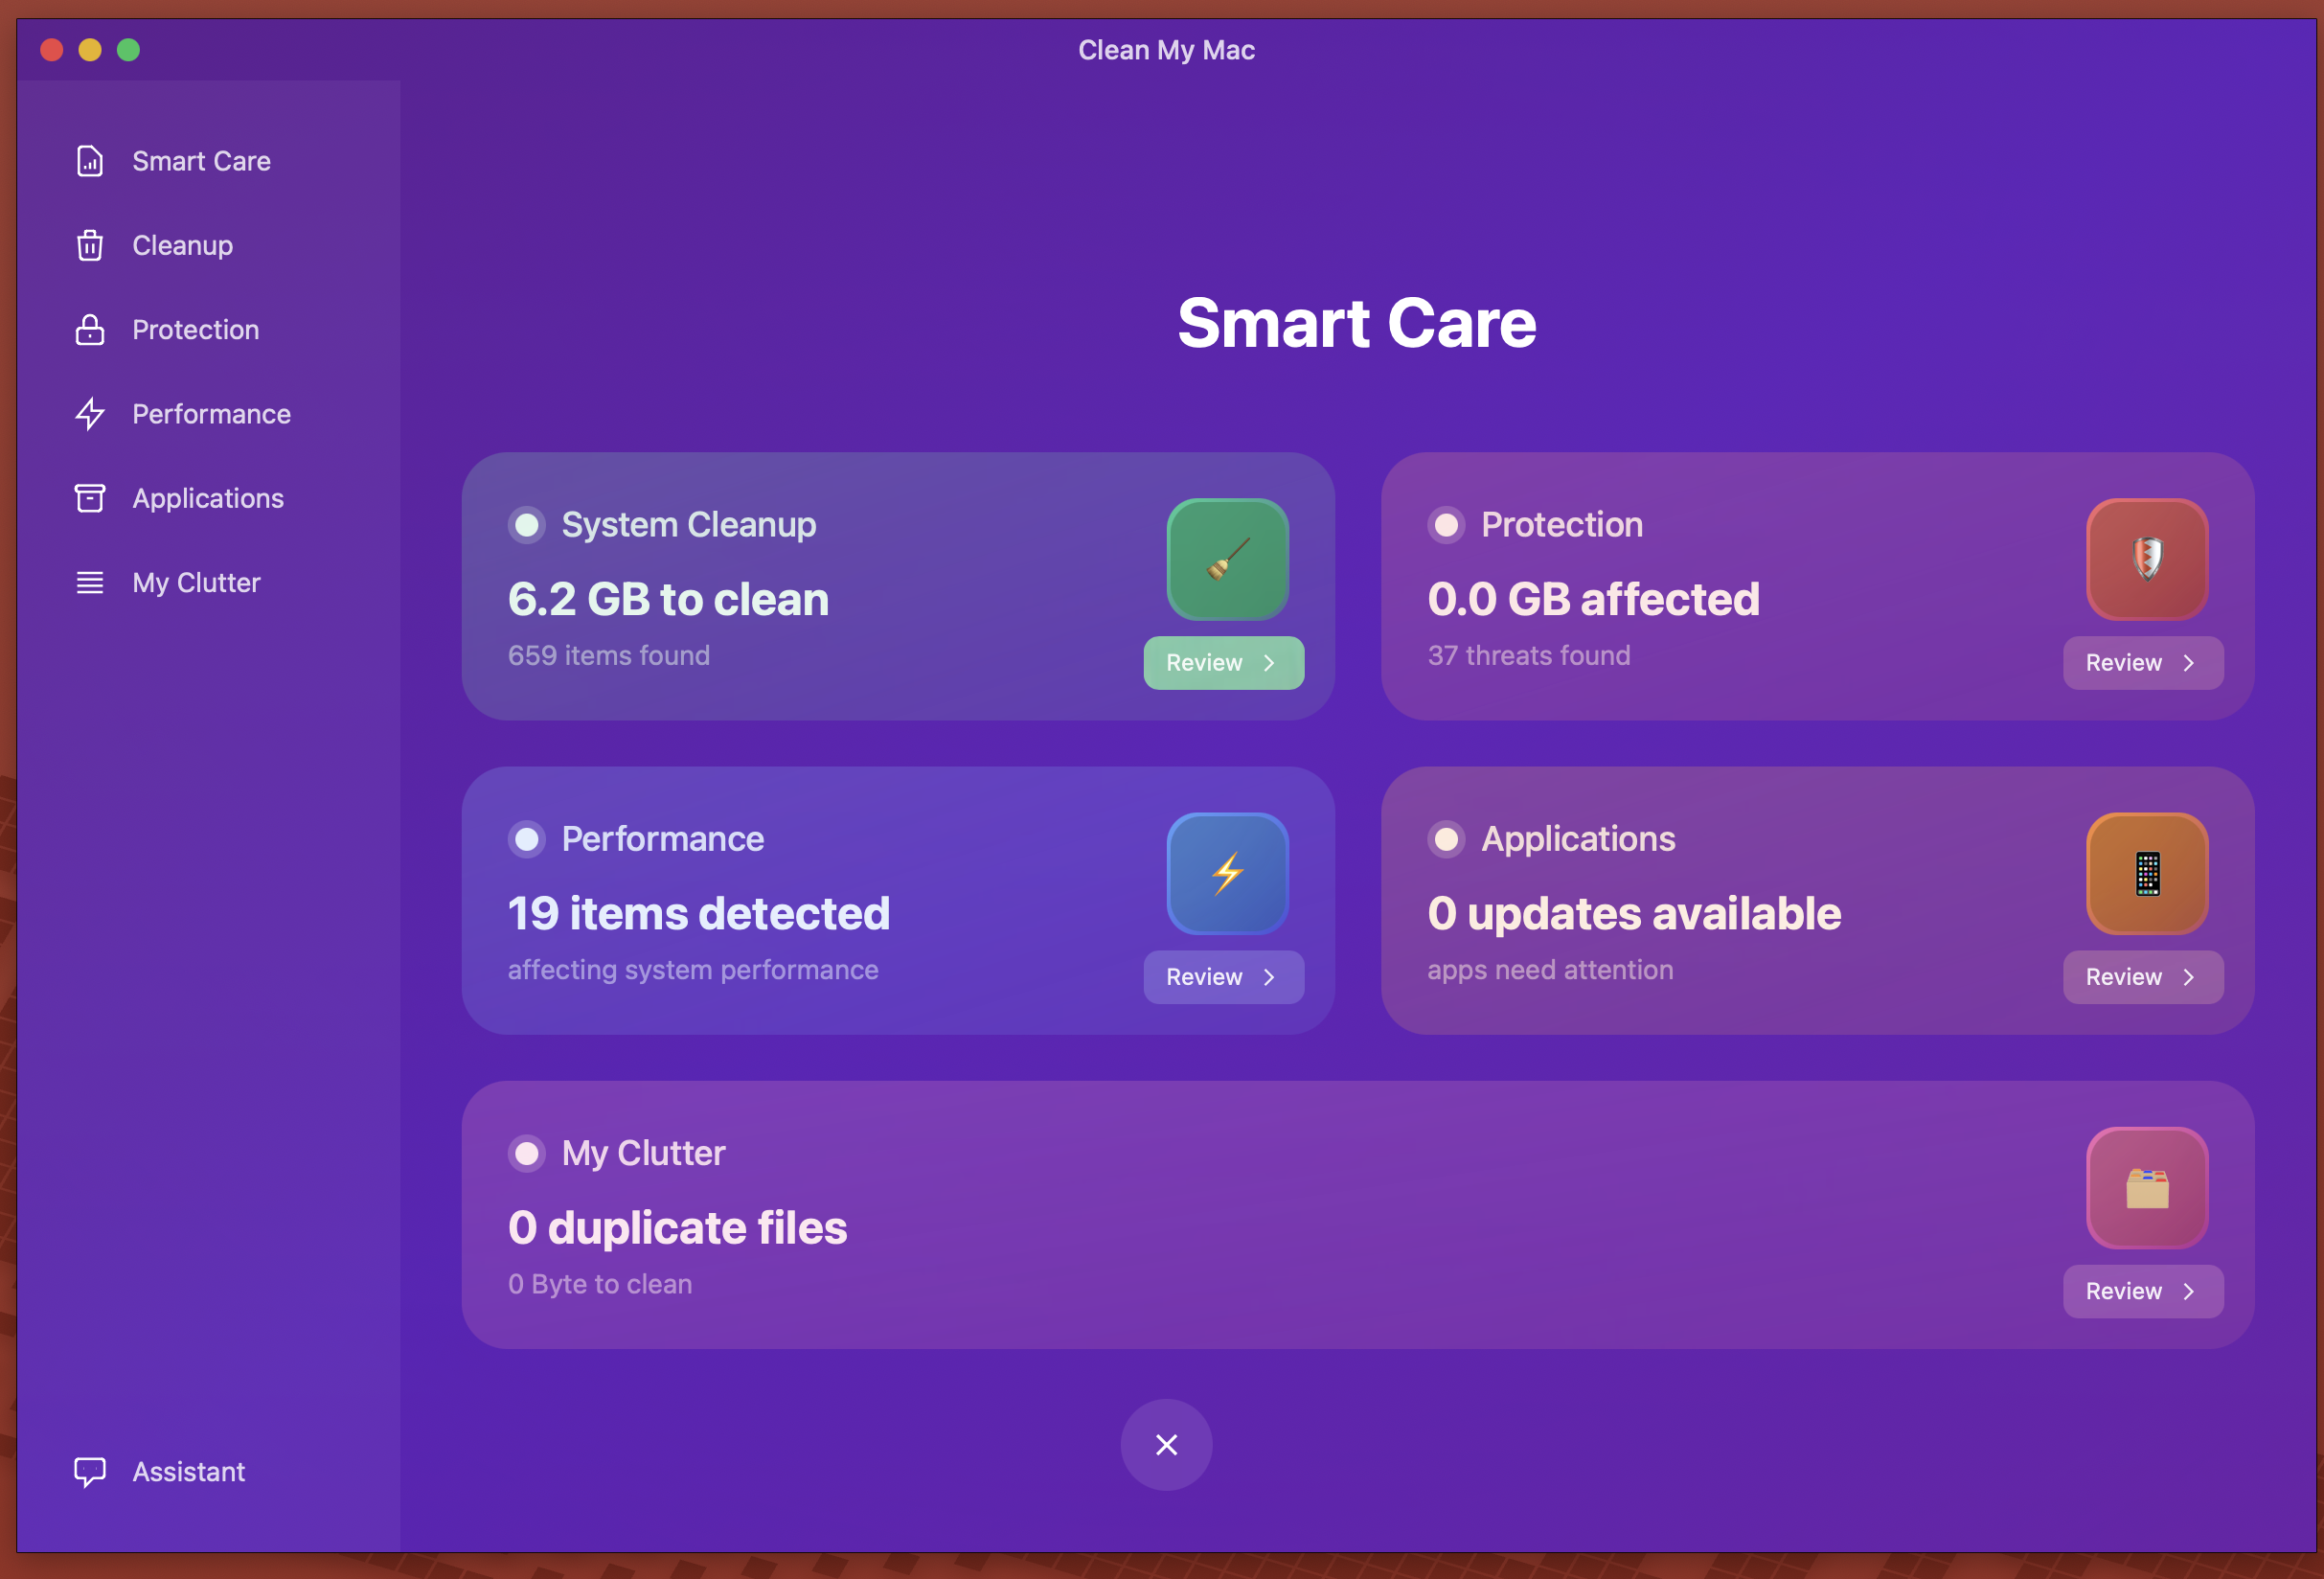 Clean My Mac
Smart Care
Cleanup
Protection
Performance
Applications
My Clutter
Assistant
Smart Care
System Cleanup
6.2 GB to clean
659 items found
Review
Protection
0.0 GB affected
37 threats found
Review
Performance
19 items detected
affecting system performance
Review
Applications
0 updates available
apps need attention
Review
My Clutter
0 duplicate files
0 Byte to clean
Review